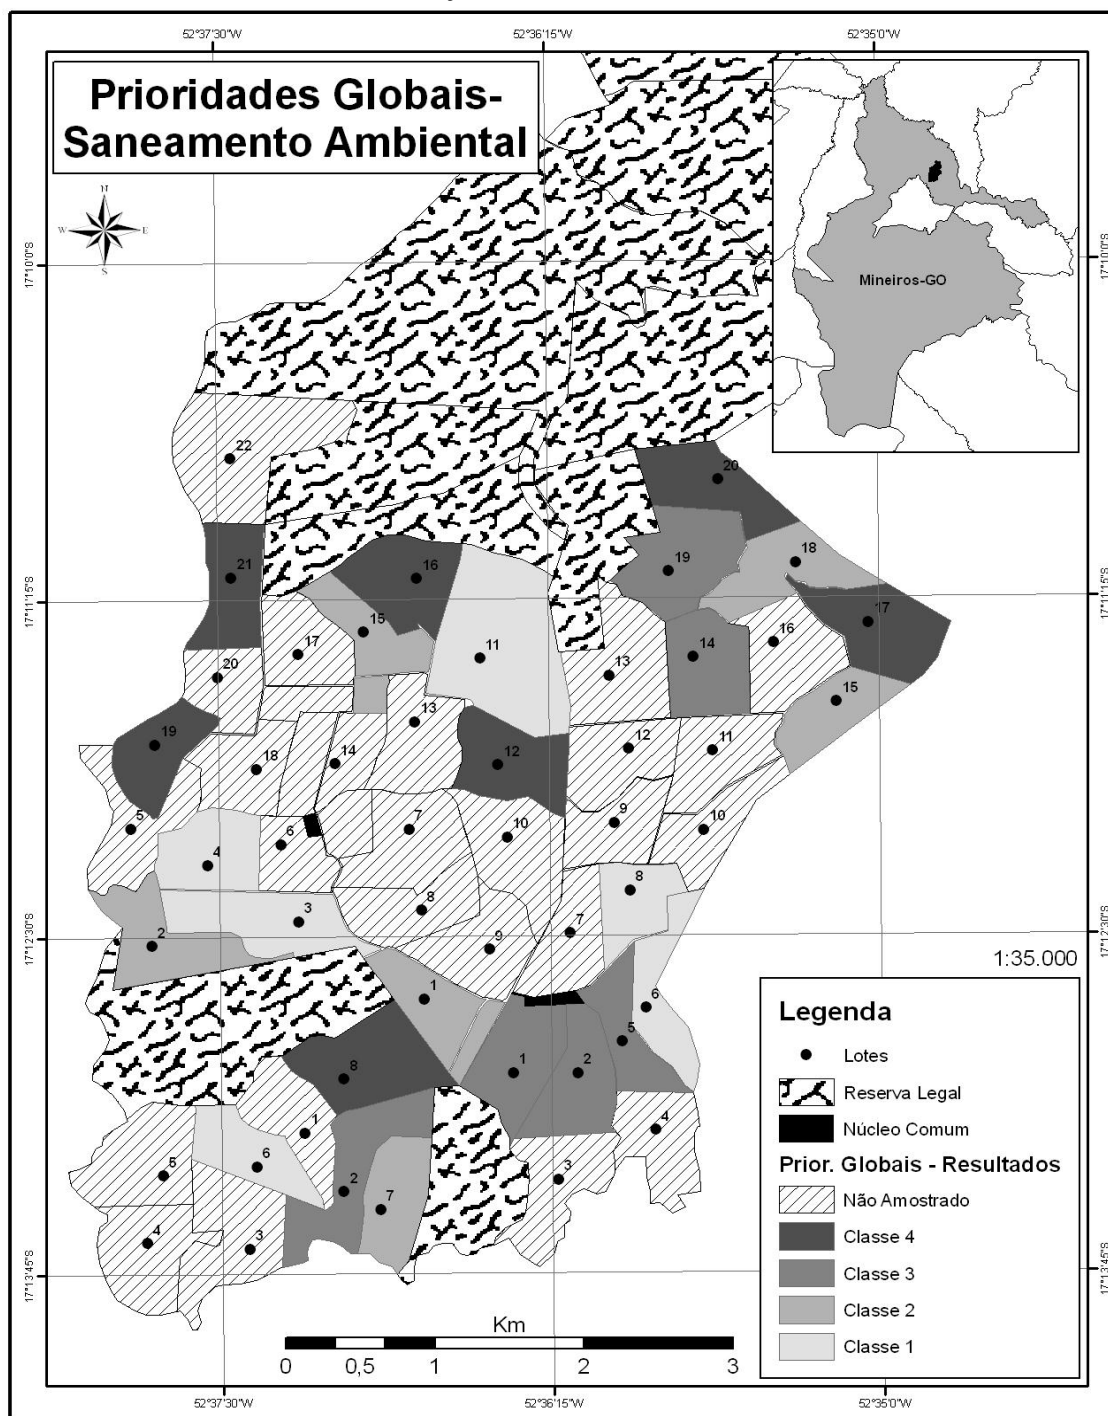 52°37'30"W
52°36'15"W
52°35'0"W
Prioridades Globais-
Saneamento Ambiental
N
W
E
S
Mineiros-GO
17°10'0"S
17°10'0"S
22
20
21
16
19
18
17
15
11
14
16
17
20
13
15
19
13
12
11
18
14
12
5
7
10
9
10
6
4
8
8
3
2
9
7
17°11'15"S
17°11'15"S
17°12'30"S
17°12'30"S
1
6
5
8
1
2
1
4
6
5
3
2
7
4
3
17°13'45"S
17°13'45"S
1:35.000
Legenda
Lotes
Reserva Legal
Núcleo Comum
Prior. Globais - Resultados
Não Amostrado
Classe 4
Classe 3
Classe 2
Classe 1
Km
0 0,5 1 2 3
52°37'30"W
52°36'15"W
52°35'0"W